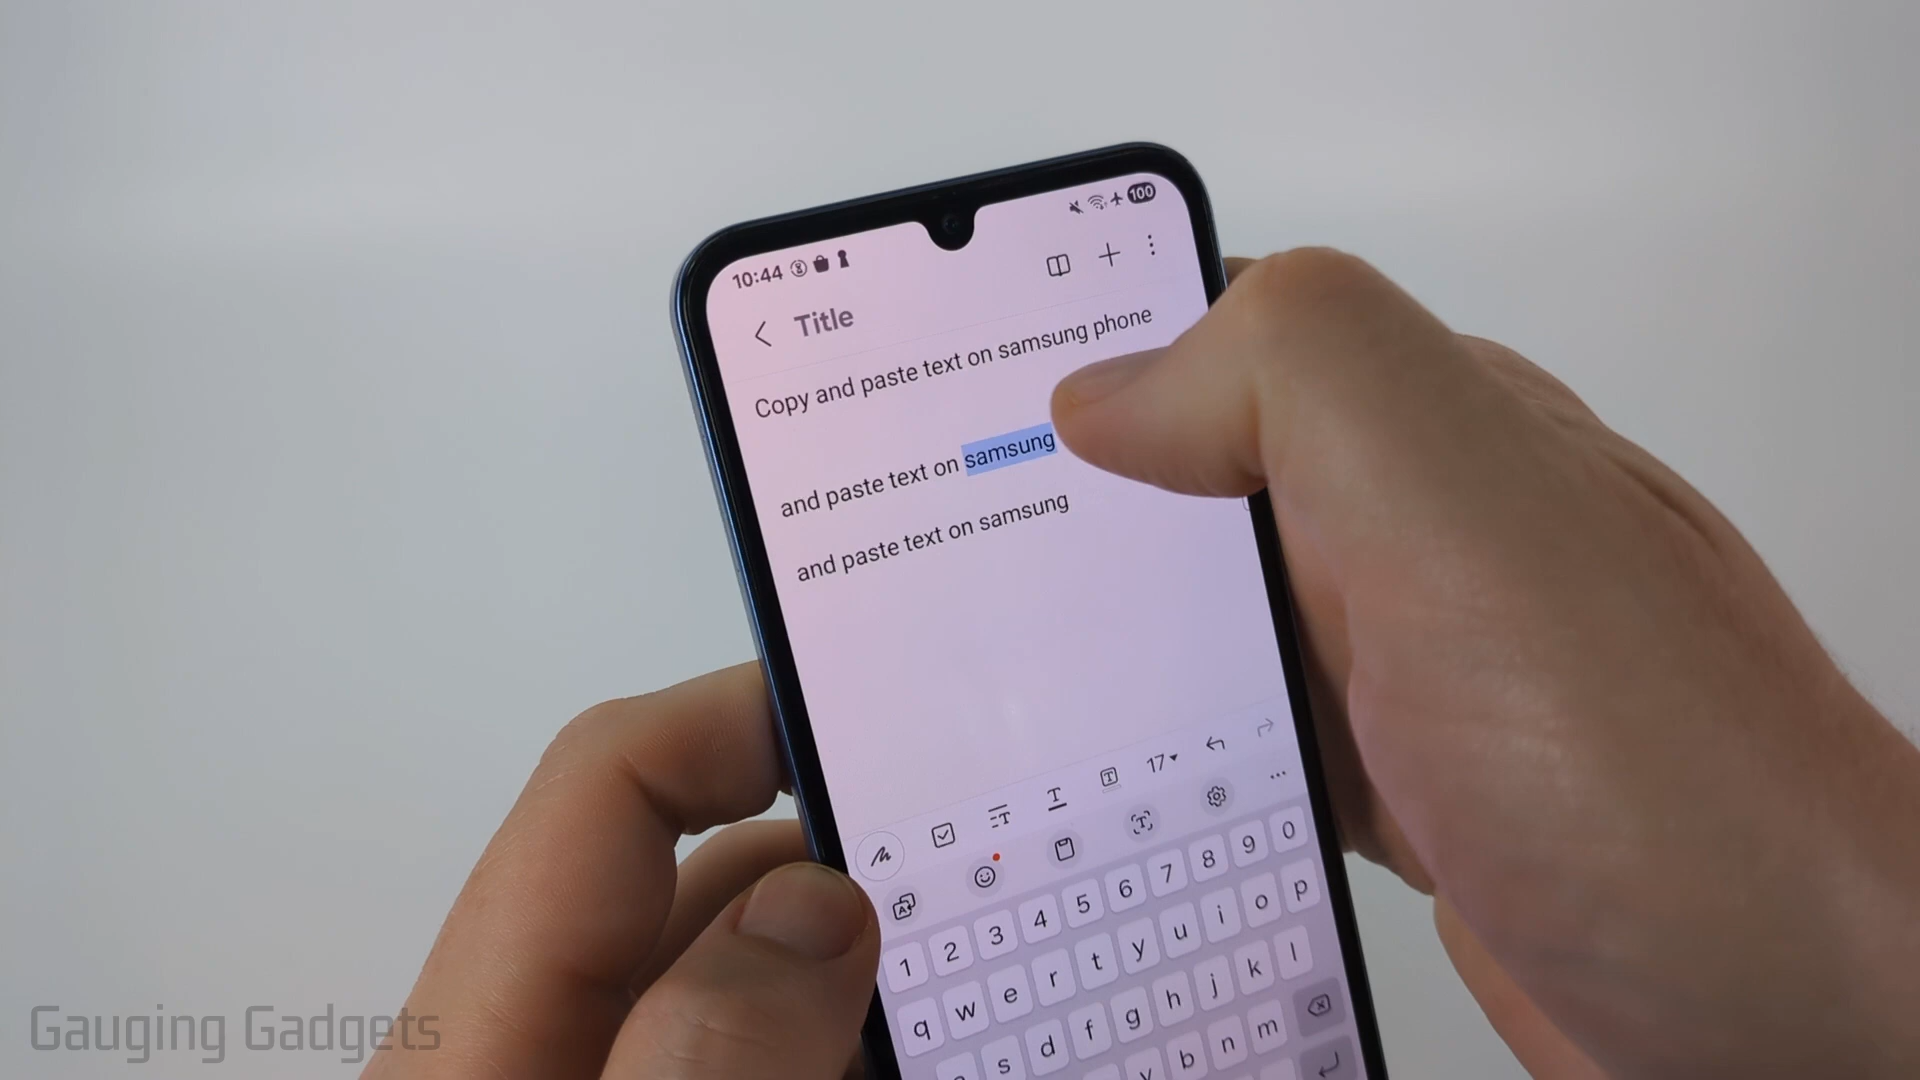 10:44
100
Title
Copy and paste text on samsung phone
and paste text on samsung
and paste text on samsung
17
1 2 3 4 5 6 7 8 9 0
q w e r t y u i o p
s d f g h j k l
v b n m
Gauging Gadgets